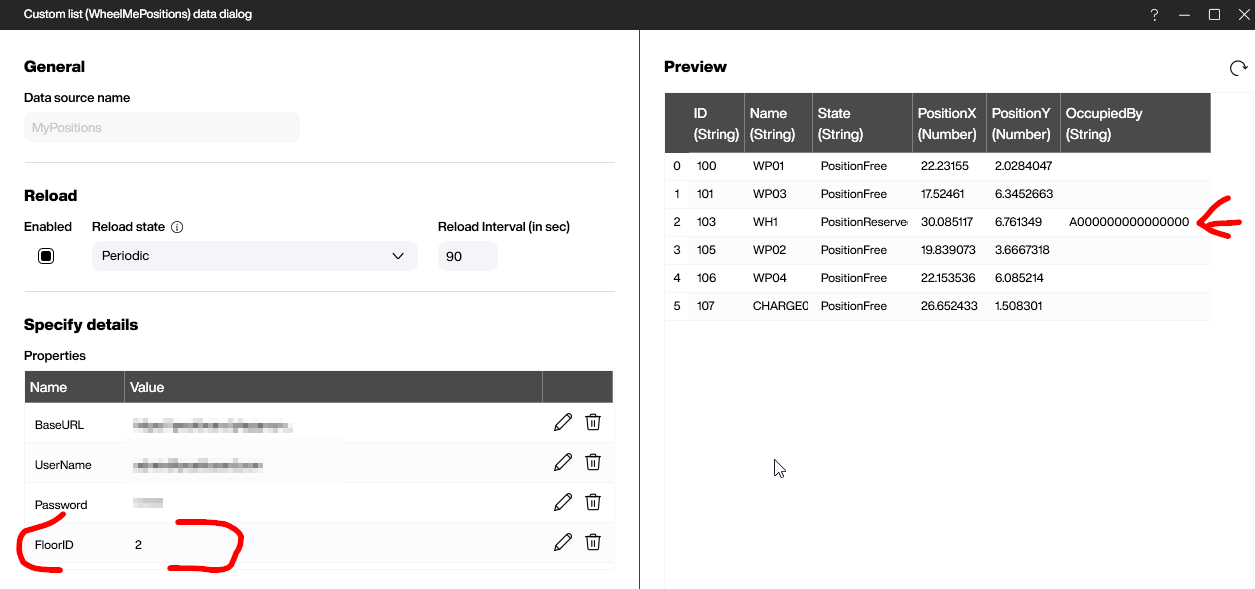 Custom list (WheelMePositions) data dialog
General
Data source name
MyPositions
Reload
Enabled Reload state Reload Interval (in sec)
Periodic 90
Specify details
Properties
Name Value
BaseURL
UserName
Password
FloorID 2
Preview
ID (String) Name (String) State (String) PositionX (Number) PositionY (Number) OccupiedBy (String)
0 100 WP01 PositionFree 22.23155 2.0284047
1 101 WP03 PositionFree 17.52461 6.3452663
2 103 WH1 PositionReserve 30.085117 6.761349 A000000000000000
3 105 WP02 PositionFree 19.839073 3.6667318
4 106 WP04 PositionFree 22.153536 6.085214
5 107 CHARGE0 PositionFree 26.652433 1.508301